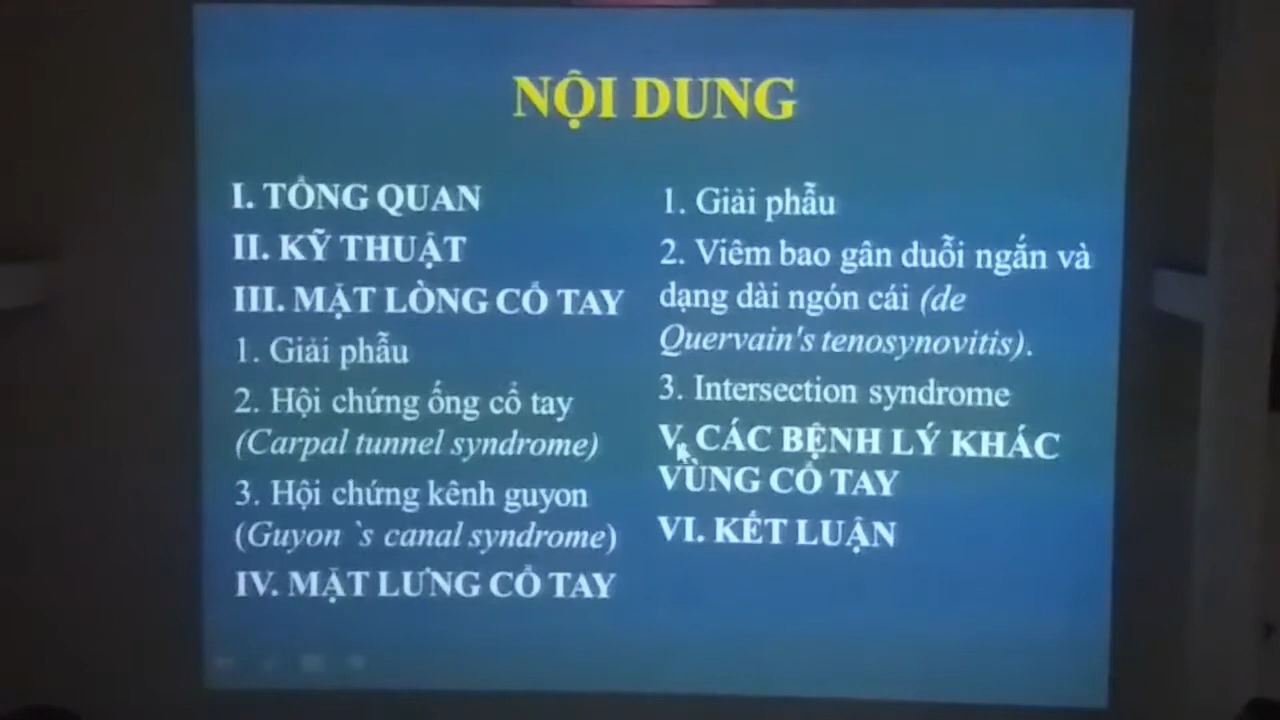 NỘI DUNG
I. TỔNG QUAN
II. KỸ THUẬT
III. MẶT LÒNG CỔ TAY
1. Giải phẫu
2. Hội chứng ống cổ tay
(Carpal tunnel syndrome)
3. Hội chứng kênh guyon
(Guyon `s canal syndrome)
IV. MẶT LƯNG CỔ TAY
1. Giải phẫu
2. Viêm bao gân duỗi ngắn và
dạng dài ngón cái (de
Quervain's tenosynovitis).
3. Intersection syndrome
V. CÁC BỆNH LÝ KHÁC
VÙNG CỔ TAY
VI. KẾT LUẬN